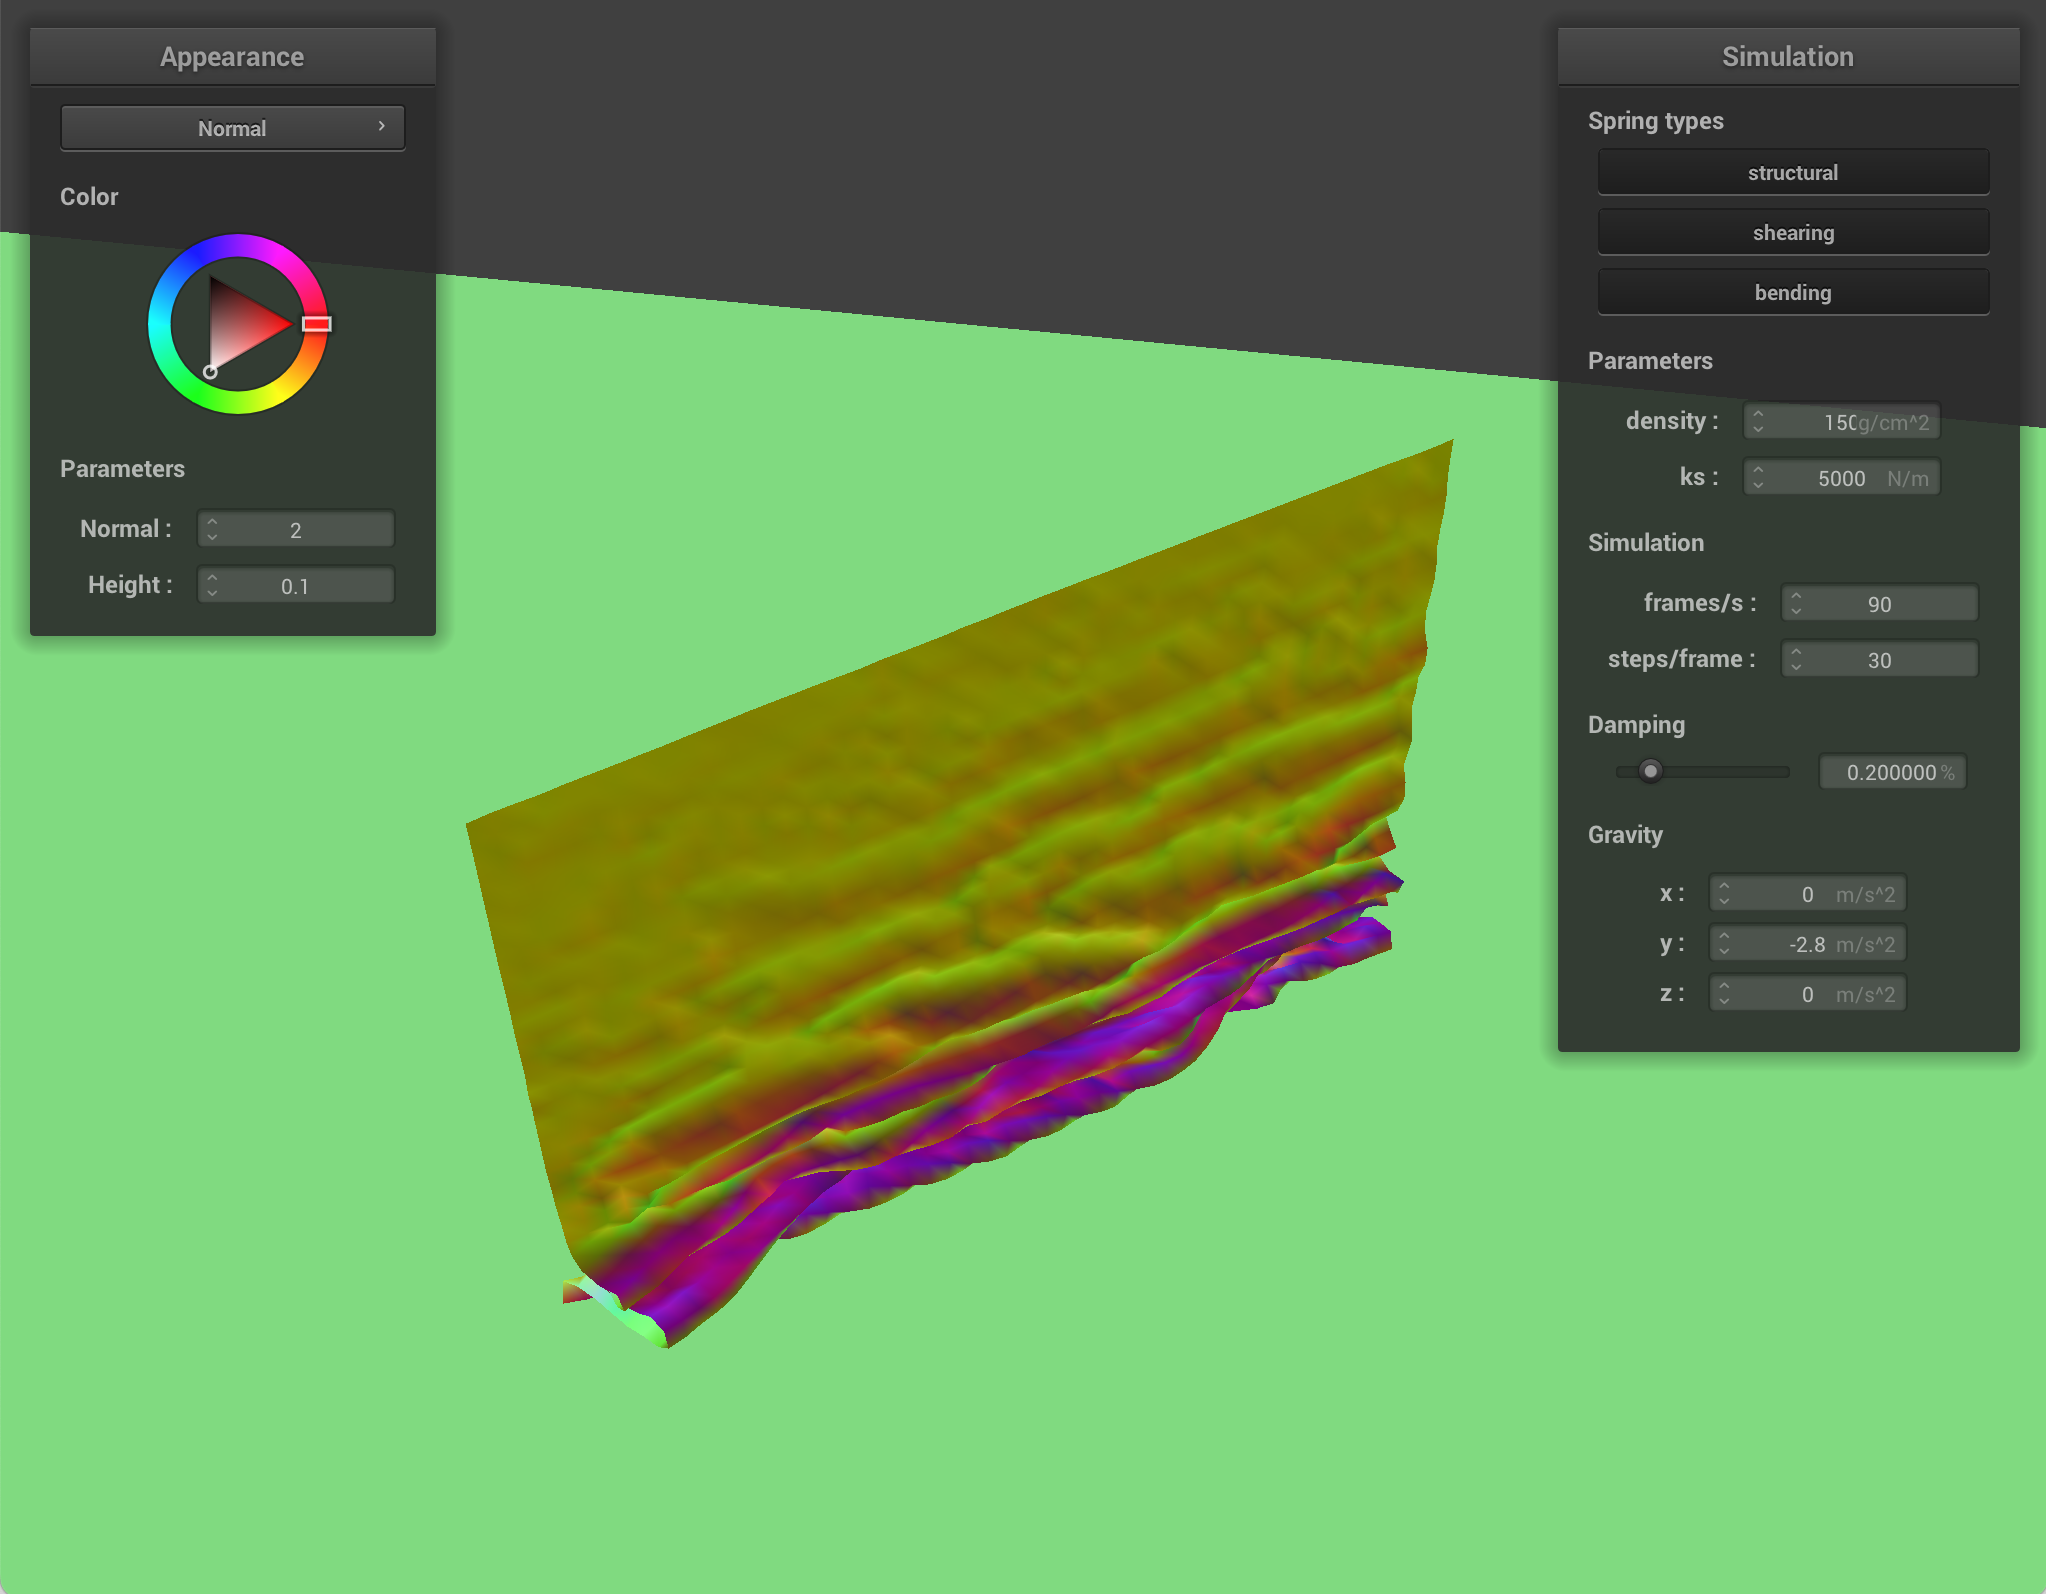 Appearance
Normal
Color
Parameters
Normal : 2
Height : 0.1
Simulation
Spring types
structural
shearing
bending
Parameters
density : 150g/cm^2
ks : 5000 N/m
Simulation
frames/s : 90
steps/frame : 30
Damping
0.200000 %
Gravity
x : 0 m/s^2
y : -2.8 m/s^2
z : 0 m/s^2